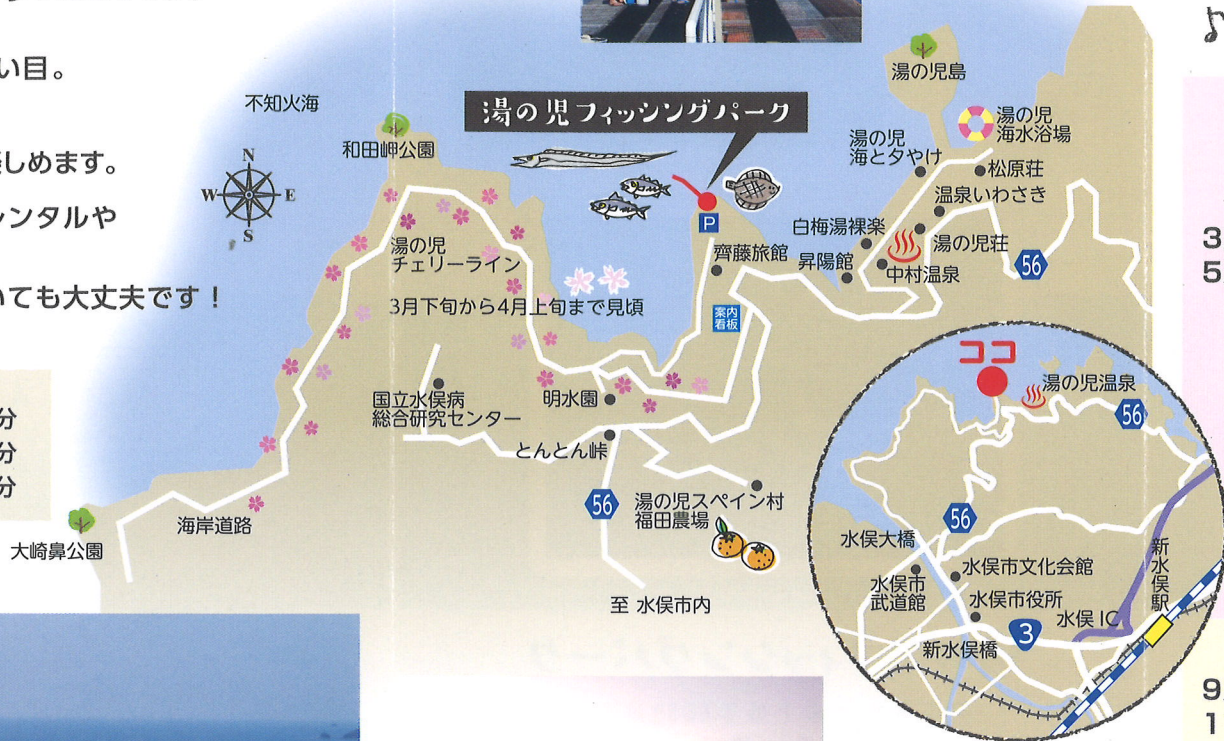 い目。
不知火海
しめます。
ンタルや
いても大丈夫です！
分
分
分
N
W
E
S
和田岬公園
湯の児フィッシングパーク
湯の児島
湯の児
海水浴場
湯の児
海と夕やけ
松原荘
温泉いわさき
白梅湯裸楽
湯の児荘
昇陽館
中村温泉
56
P
齊藤旅館
案内
看板
湯の児
チェリーライン
3月下旬から4月上旬まで見頃
国立水俣病
総合研究センター
明水園
とんとん峠
56
湯の児スペイン村
福田農場
至 水俣市内
海岸道路
大崎鼻公園
ココ
湯の児温泉
56
56
水俣大橋
水俣市
武道館
水俣市文化会館
水俣市役所
水俣IC
新水俣駅
3
新水俣橋
3
5
9
1